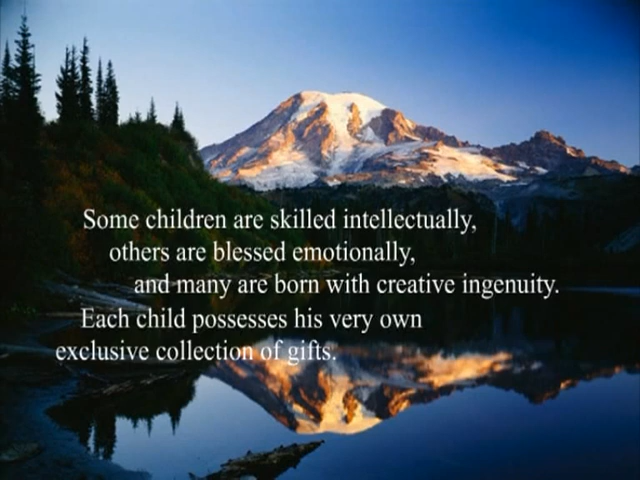 Some children are skilled intellectually,
others are blessed emotionally,
and many are born with creative ingenuity.
Each child possesses his very own
exclusive collection of gifts.